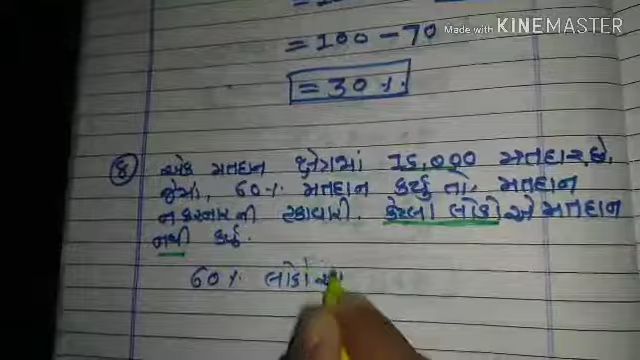 Made with KINEMASTER
= 100 - 70
= 30 %.
(8) એક મતદાન ક્ષેત્રમાં 15,000 મતદાર છે.
જેમાં, 60 % મતદાન કર્યુ તો. મતદાન
ન કરનાર ની ટકાવારી. કેટલા લોકો એ મતદાન
નથી કર્યુ.
60 % લોકોએ